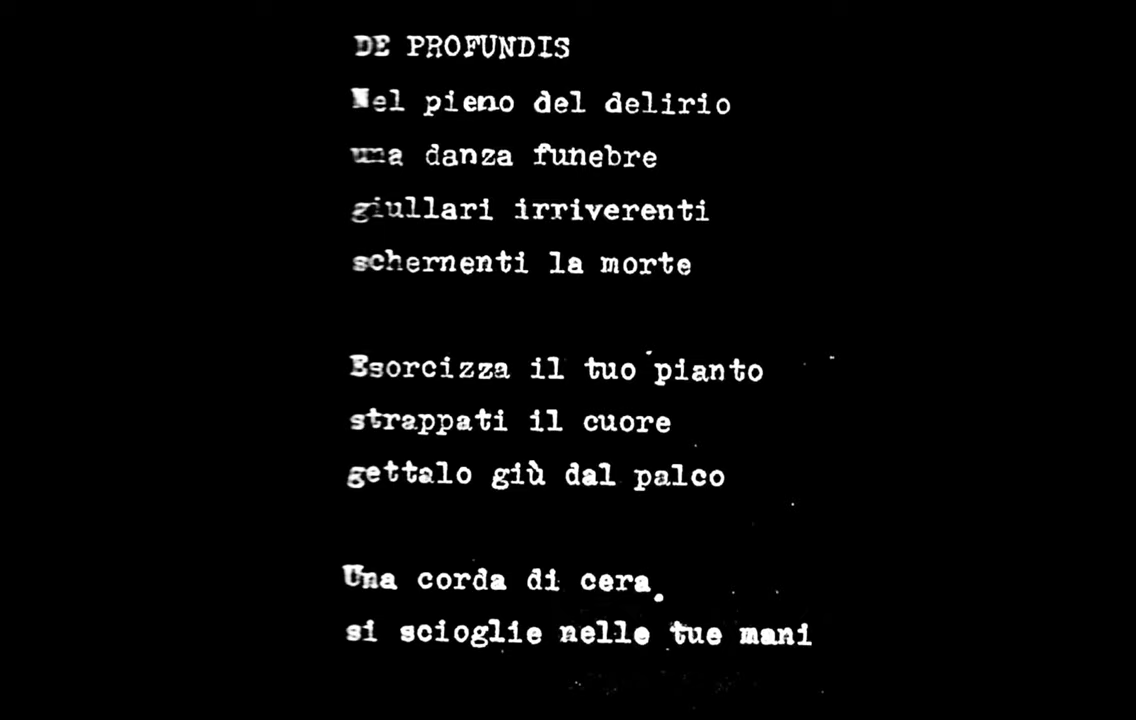 DE PROFUNDIS
Nel pieno del delirio
una danza funebre
giullari irriverenti
schernenti la morte
Esorcizza il tuo pianto
strappati il cuore
gettalo giù dal palco
Una corda di cera.
si scioglie nelle tue mani